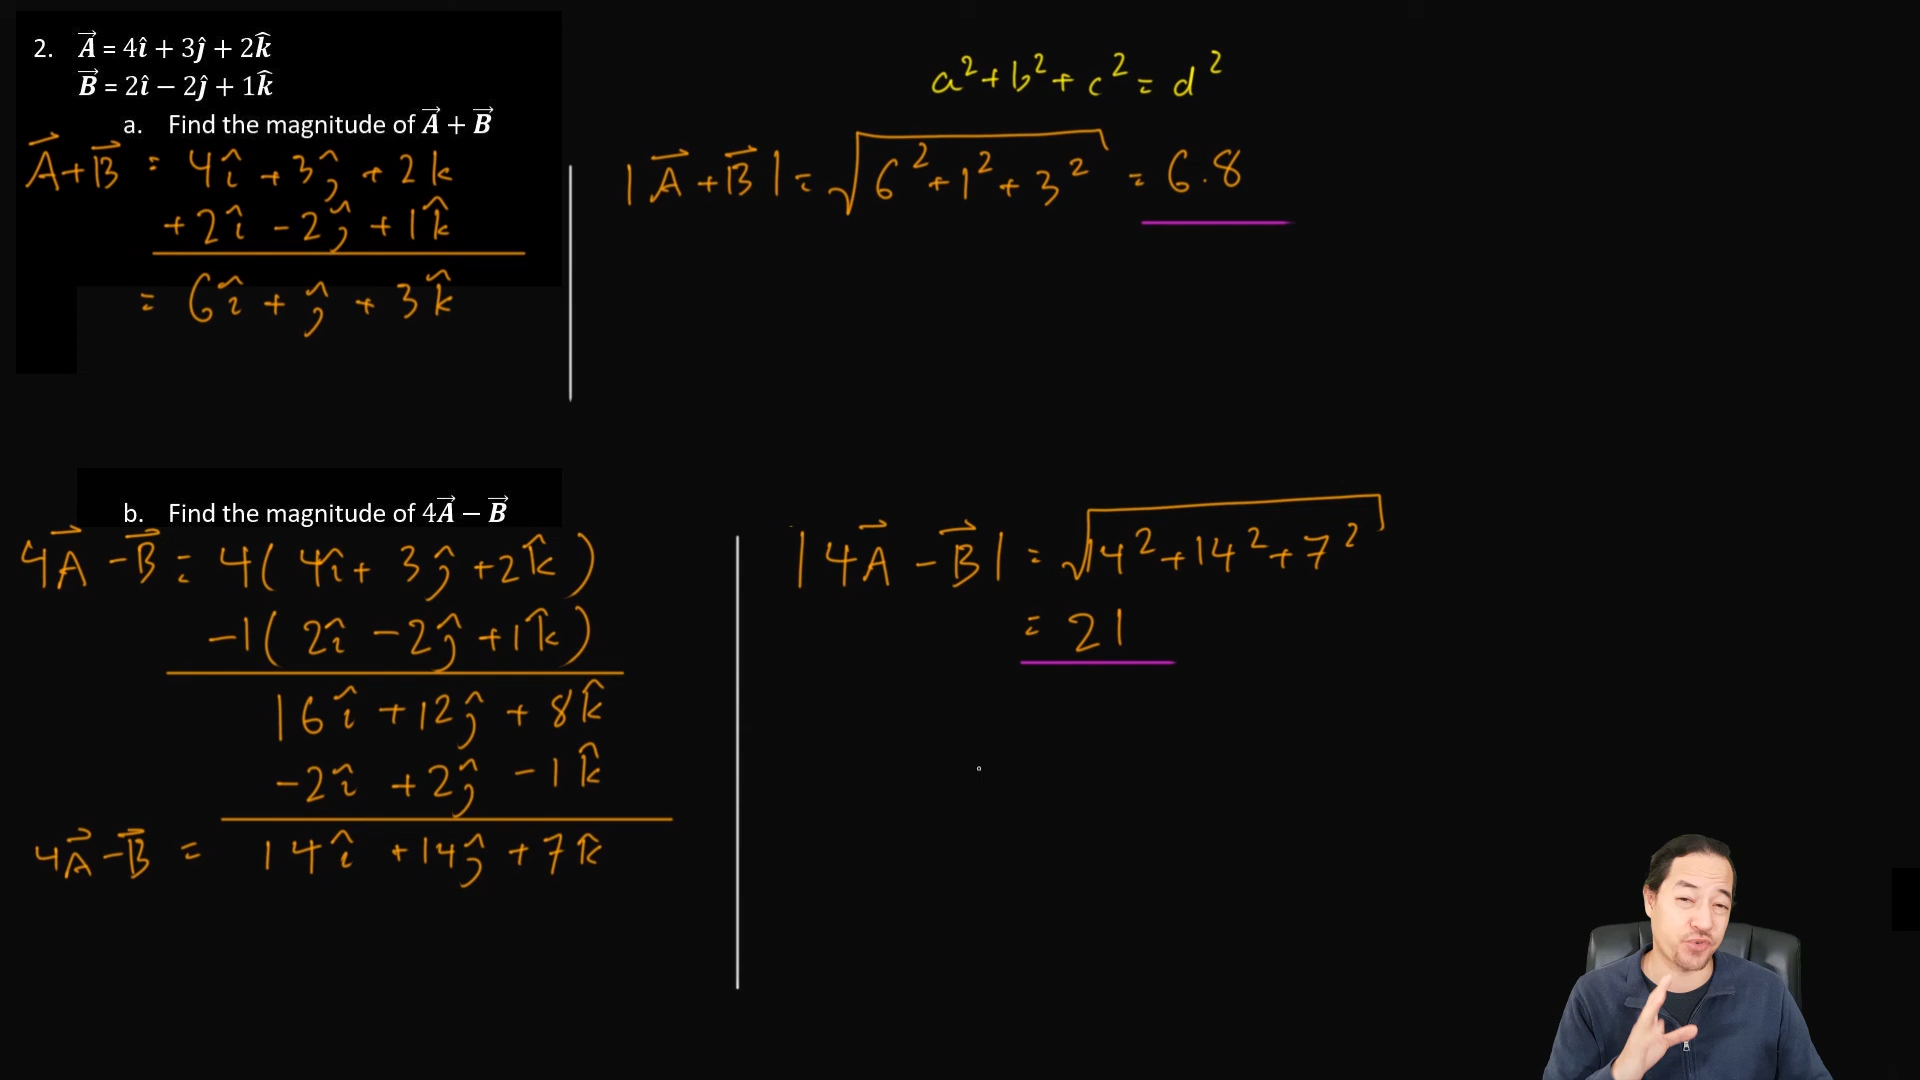 2. A⃗ = 4î + 3ĵ + 2k̂
B⃗ = 2î − 2ĵ + 1k̂
a. Find the magnitude of A⃗ + B⃗
A⃗+B⃗ = 4î + 3ĵ + 2k
+ 2î − 2ĵ + 1k̂
= 6î + ĵ + 3k̂
a² + b² + c² = d²
|A⃗ + B⃗| = √(6² + 1² + 3²) = 6.8
b. Find the magnitude of 4A⃗ − B⃗
4A⃗ − B⃗ = 4( 4î + 3ĵ + 2k̂ )
−1( 2î − 2ĵ + 1k̂ )
16î + 12ĵ + 8k̂
−2î + 2ĵ − 1k̂
4A⃗ − B⃗ = 14î + 14ĵ + 7k̂
|4A⃗ − B⃗| = √(14² + 14² + 7²)
= 21